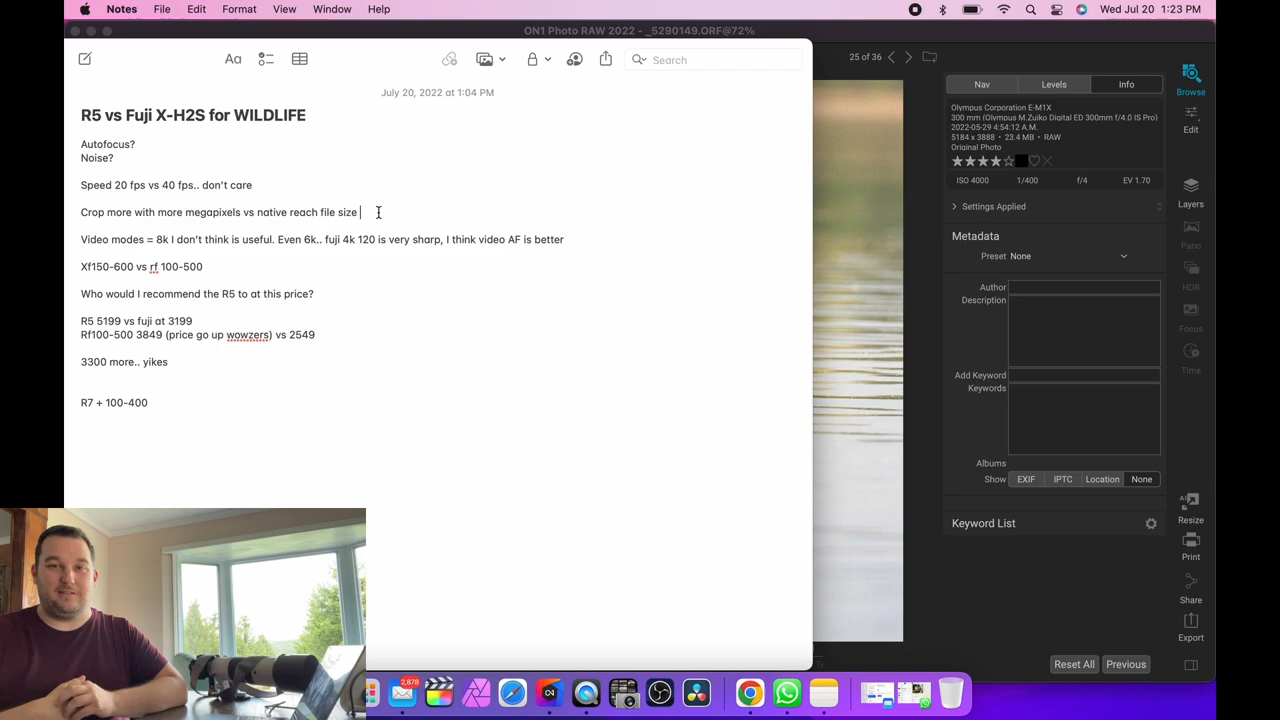 Notes File Edit Format View Window Help
Wed Jul 20 1:23 PM
ON1 Photo RAW 2022 - _5290149.ORF@72%
Aa
Search
25 of 36
July 20, 2022 at 1:04 PM
R5 vs Fuji X-H2S for WILDLIFE
Autofocus?
Noise?
Speed 20 fps vs 40 fps.. don't care
Crop more with more megapixels vs native reach file size
Video modes = 8k I don't think is useful. Even 6k.. fuji 4k 120 is very sharp, I think video AF is better
Xf150-600 vs rf 100-500
Who would I recommend the R5 to at this price?
R5 5199 vs fuji at 3199
Rf100-500 3849 (price go up wowzers) vs 2549
3300 more.. yikes
R7 + 100-400
Nav Levels Info
Olympus Corporation E-M1X
300 mm (Olympus M.Zuiko Digital ED 300mm f/4.0 IS Pro)
2022-05-29 4:54:12 A.M.
5184 x 3888 • 23.4 MB • RAW
Original Photo
ISO 4000 1/400 f/4 EV 1.70
Settings Applied
Metadata
Preset None
Author
Description
Add Keyword
Keywords
Albums
Show EXIF IPTC Location None
Keyword List
Reset All Previous
Browse
Edit
Layers
Pano
HDR
Focus
Time
Resize
Print
Share
Export
2,878